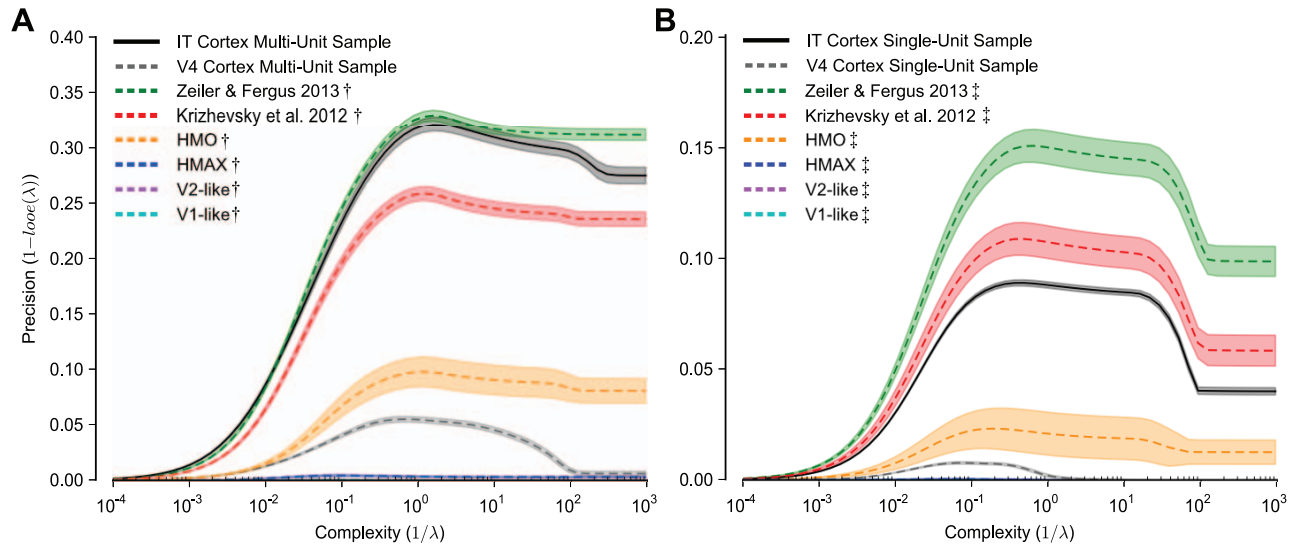 A
IT Cortex Multi-Unit Sample
V4 Cortex Multi-Unit Sample
Zeiler & Fergus 2013 †
Krizhevsky et al. 2012 †
HMO †
HMAX †
V2-like †
V1-like †
Precision (1−looe(λ))
0.40
0.35
0.30
0.25
0.20
0.15
0.10
0.05
0.00
10⁻⁴ 10⁻³ 10⁻² 10⁻¹ 10⁰ 10¹ 10² 10³
Complexity (1/λ)
B
IT Cortex Single-Unit Sample
V4 Cortex Single-Unit Sample
Zeiler & Fergus 2013 ‡
Krizhevsky et al. 2012 ‡
HMO ‡
HMAX ‡
V2-like ‡
V1-like ‡
0.20
0.15
0.10
0.05
0.00
10⁻⁴ 10⁻³ 10⁻² 10⁻¹ 10⁰ 10¹ 10² 10³
Complexity (1/λ)